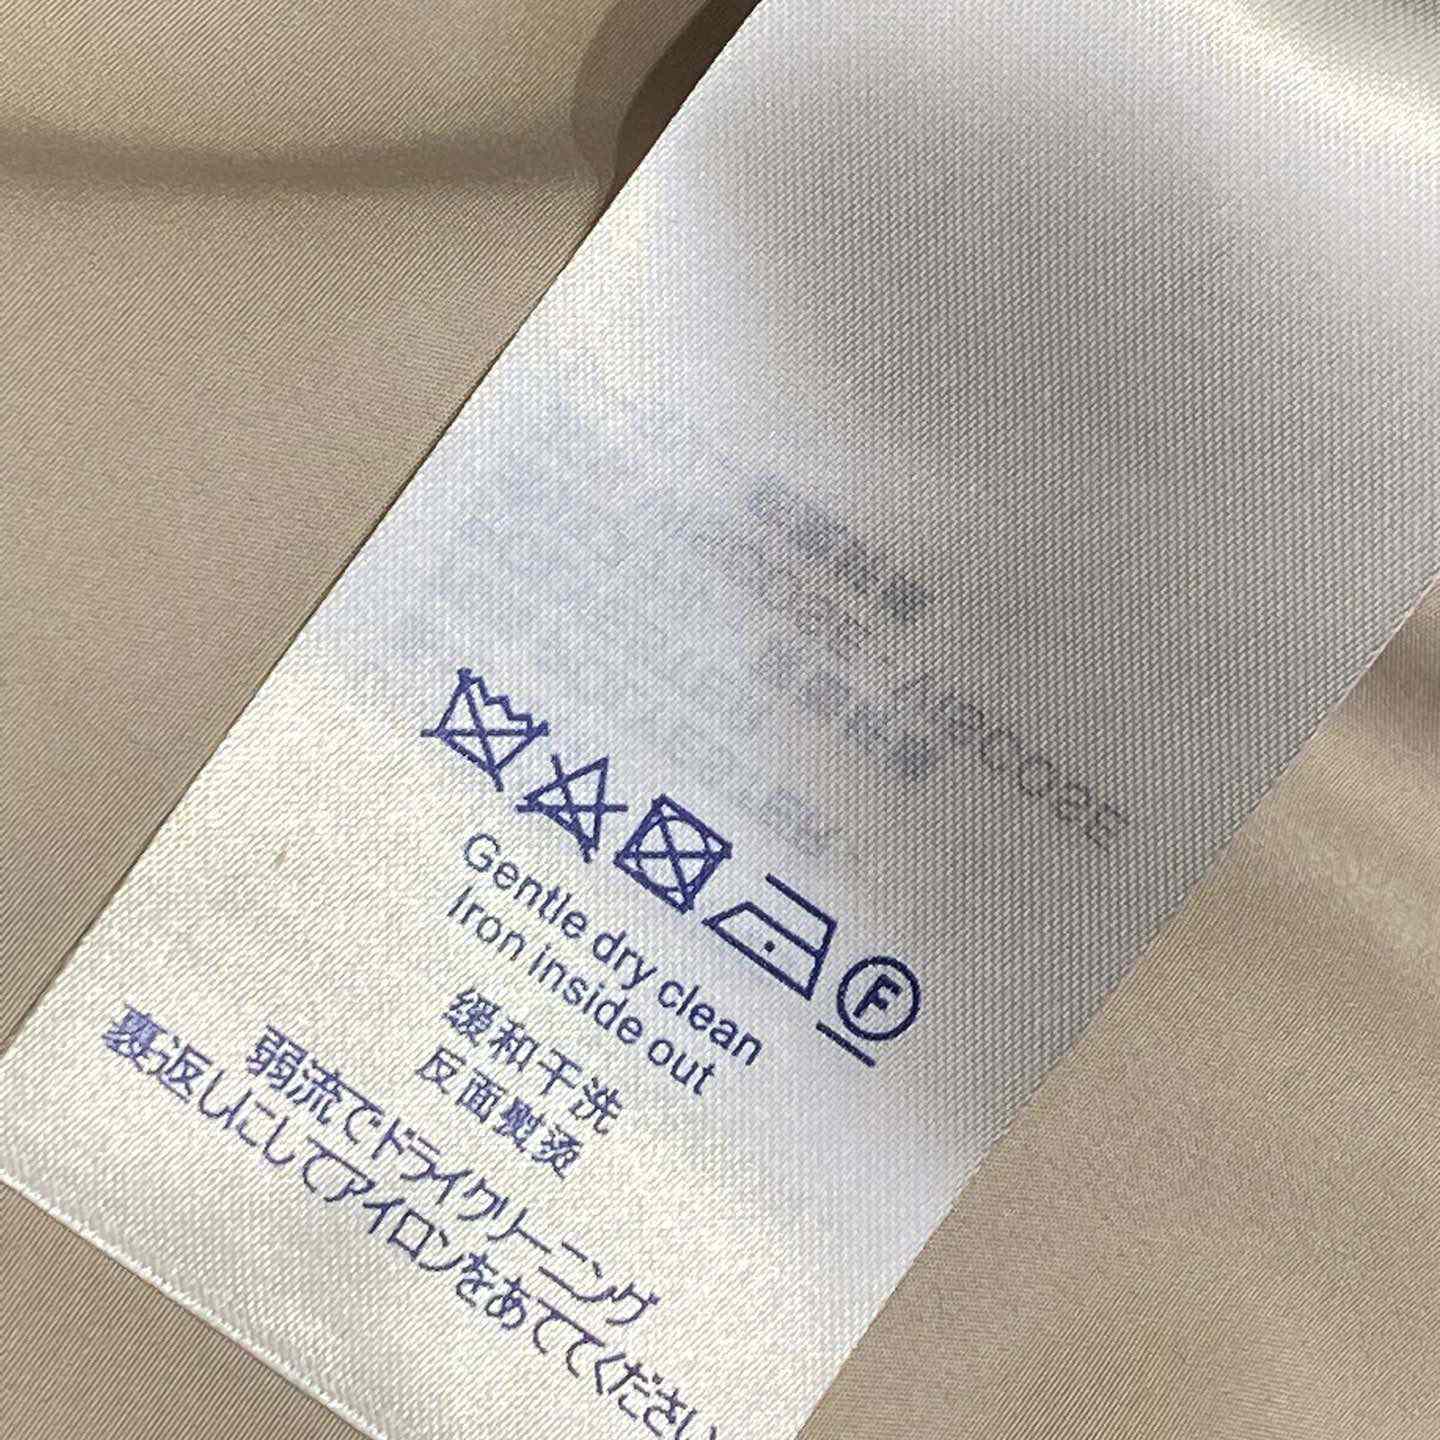 F
Gentle dry clean
Iron inside out
缓和干洗
反面熨烫
弱流でドライクリーニング
裏返しにしてアイロンをあててください